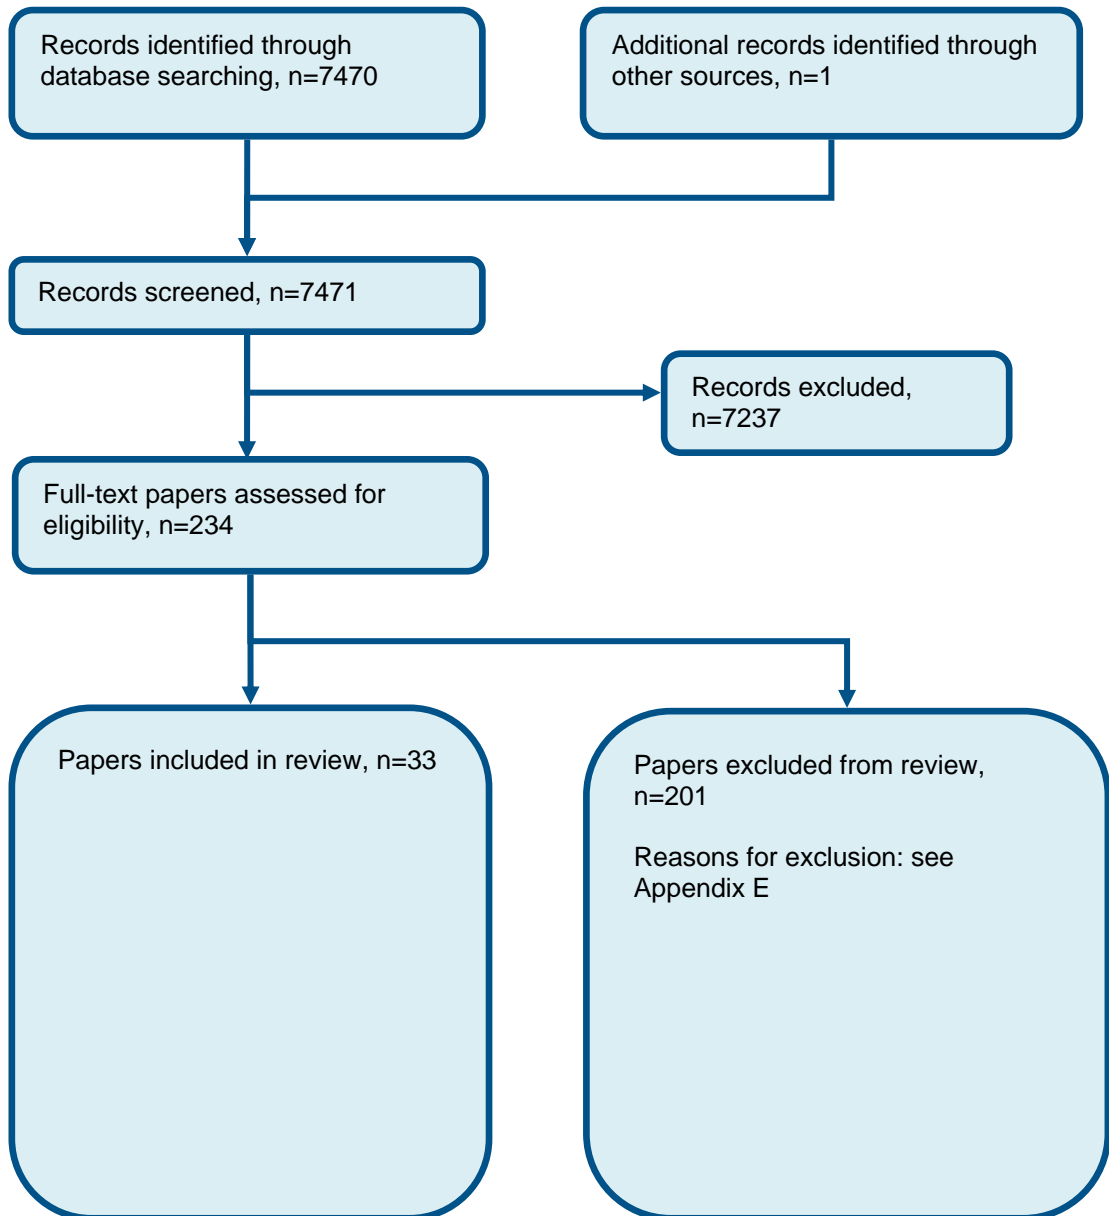 Records identified through
database searching, n=7470
Additional records identified through
other sources, n=1
Records screened, n=7471
Records excluded,
n=7237
Full-text papers assessed for
eligibility, n=234
Papers included in review, n=33
Papers excluded from review,
n=201
Reasons for exclusion: see
Appendix E